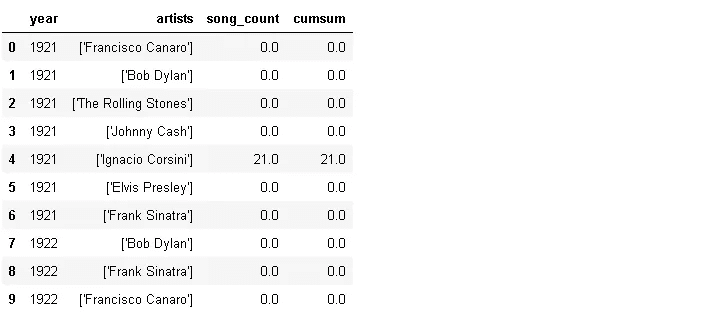 year artists song_count cumsum
0 1921 ['Francisco Canaro'] 0.0 0.0
1 1921 ['Bob Dylan'] 0.0 0.0
2 1921 ['The Rolling Stones'] 0.0 0.0
3 1921 ['Johnny Cash'] 0.0 0.0
4 1921 ['Ignacio Corsini'] 21.0 21.0
5 1921 ['Elvis Presley'] 0.0 0.0
6 1921 ['Frank Sinatra'] 0.0 0.0
7 1922 ['Bob Dylan'] 0.0 0.0
8 1922 ['Frank Sinatra'] 0.0 0.0
9 1922 ['Francisco Canaro'] 0.0 0.0